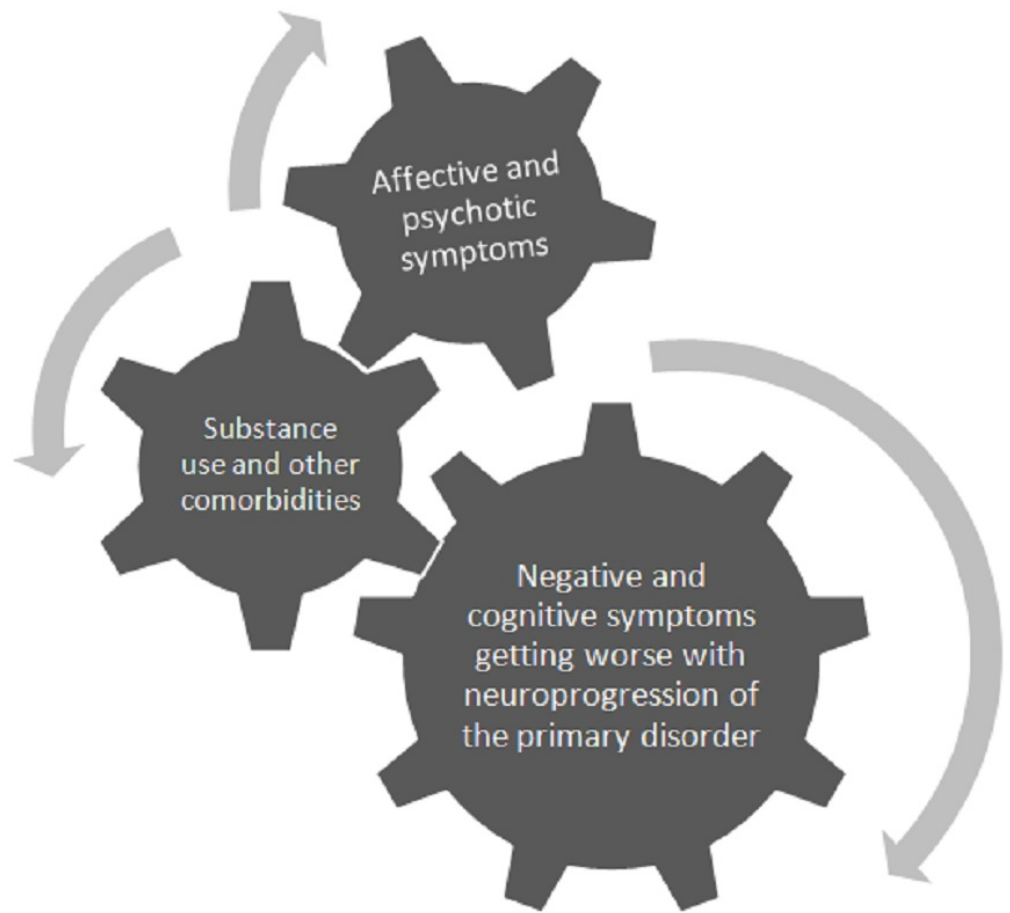 Affective and
psychotic
symptoms
Substance
use and other
comorbidities
Negative and
cognitive symptoms
getting worse with
neuroprogression of
the primary disorder